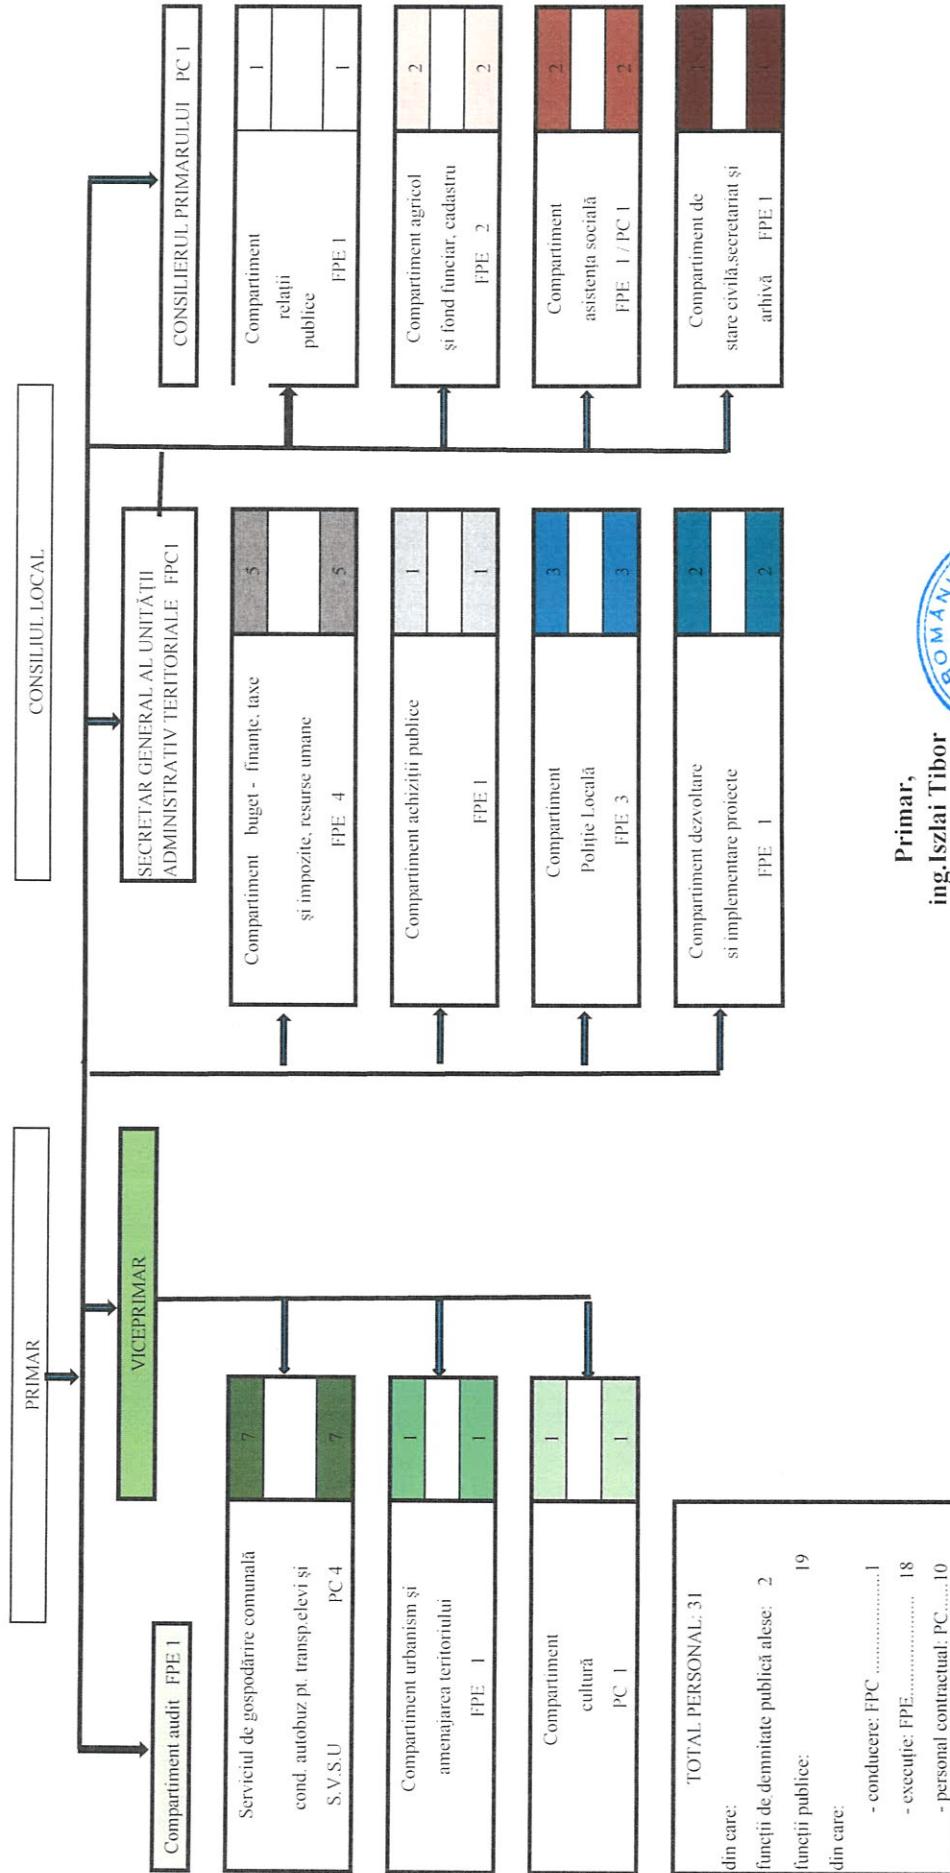 PRIMAR
CONSILIUL LOCAL
Compartiment audit FPE 1
VICEPRIMAR
SECRETAR GENERAL AL UNITĂȚII
ADMINISTRATIV TERITORIALE FPC1
CONSILIERUL PRIMARULUI PC 1
Serviciul de gospodărire comunală
cond. autobuz pt. transp.elevi și
S.V.S.U PC 4
7
7
Compartiment urbanism și
amenajarea teritoriului
FPE 1
1
1
Compartiment
cultură
PC 1
1
1
Compartiment buget - finanțe, taxe
și impozite, resurse umane
FPE 4
5
5
Compartiment achiziții publice
FPE 1
1
1
Compartiment
Poliție Locală
FPE 3
3
3
Compartiment dezvoltare
si implementare proiecte
FPE 1
2
2
Compartiment
relații
publice
FPE 1
1
1
Compartiment agricol
și fond funciar, cadastru
FPE 2
2
2
Compartiment
asistența socială
FPE 1 / PC 1
2
2
Compartiment de
stare civilă,secretariat și
arhivă FPE 1
1
1
TOTAL PERSONAL: 31
din care:
funcții de demnitate publică alese: 2
funcții publice: 19
din care:
- conducere: FPC ....................1
- execuție: FPE................... 18
- personal contractual: PC......10
Primar,
ing.Iszlai Tibor
ROMÂN